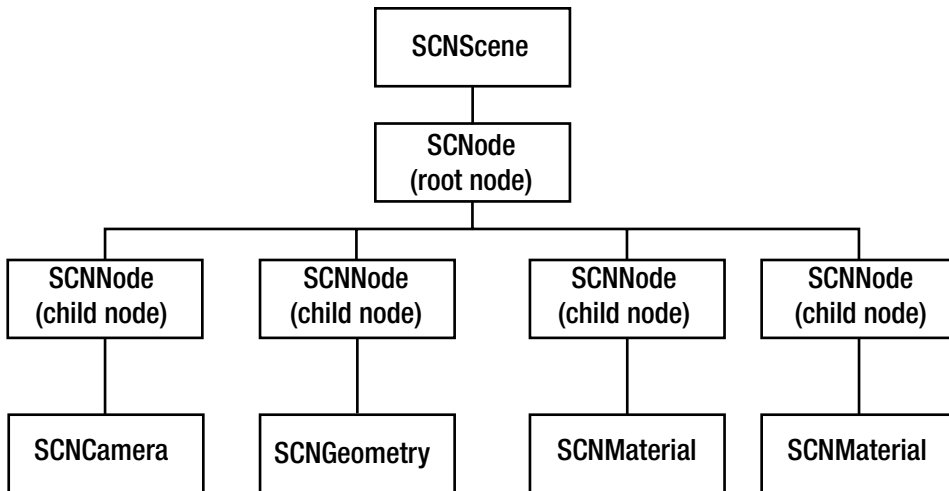 SCNScene
SCNode
(root node)
SCNNode
(child node)
SCNNode
(child node)
SCNNode
(child node)
SCNNode
(child node)
SCNCamera
SCNGeometry
SCNMaterial
SCNMaterial